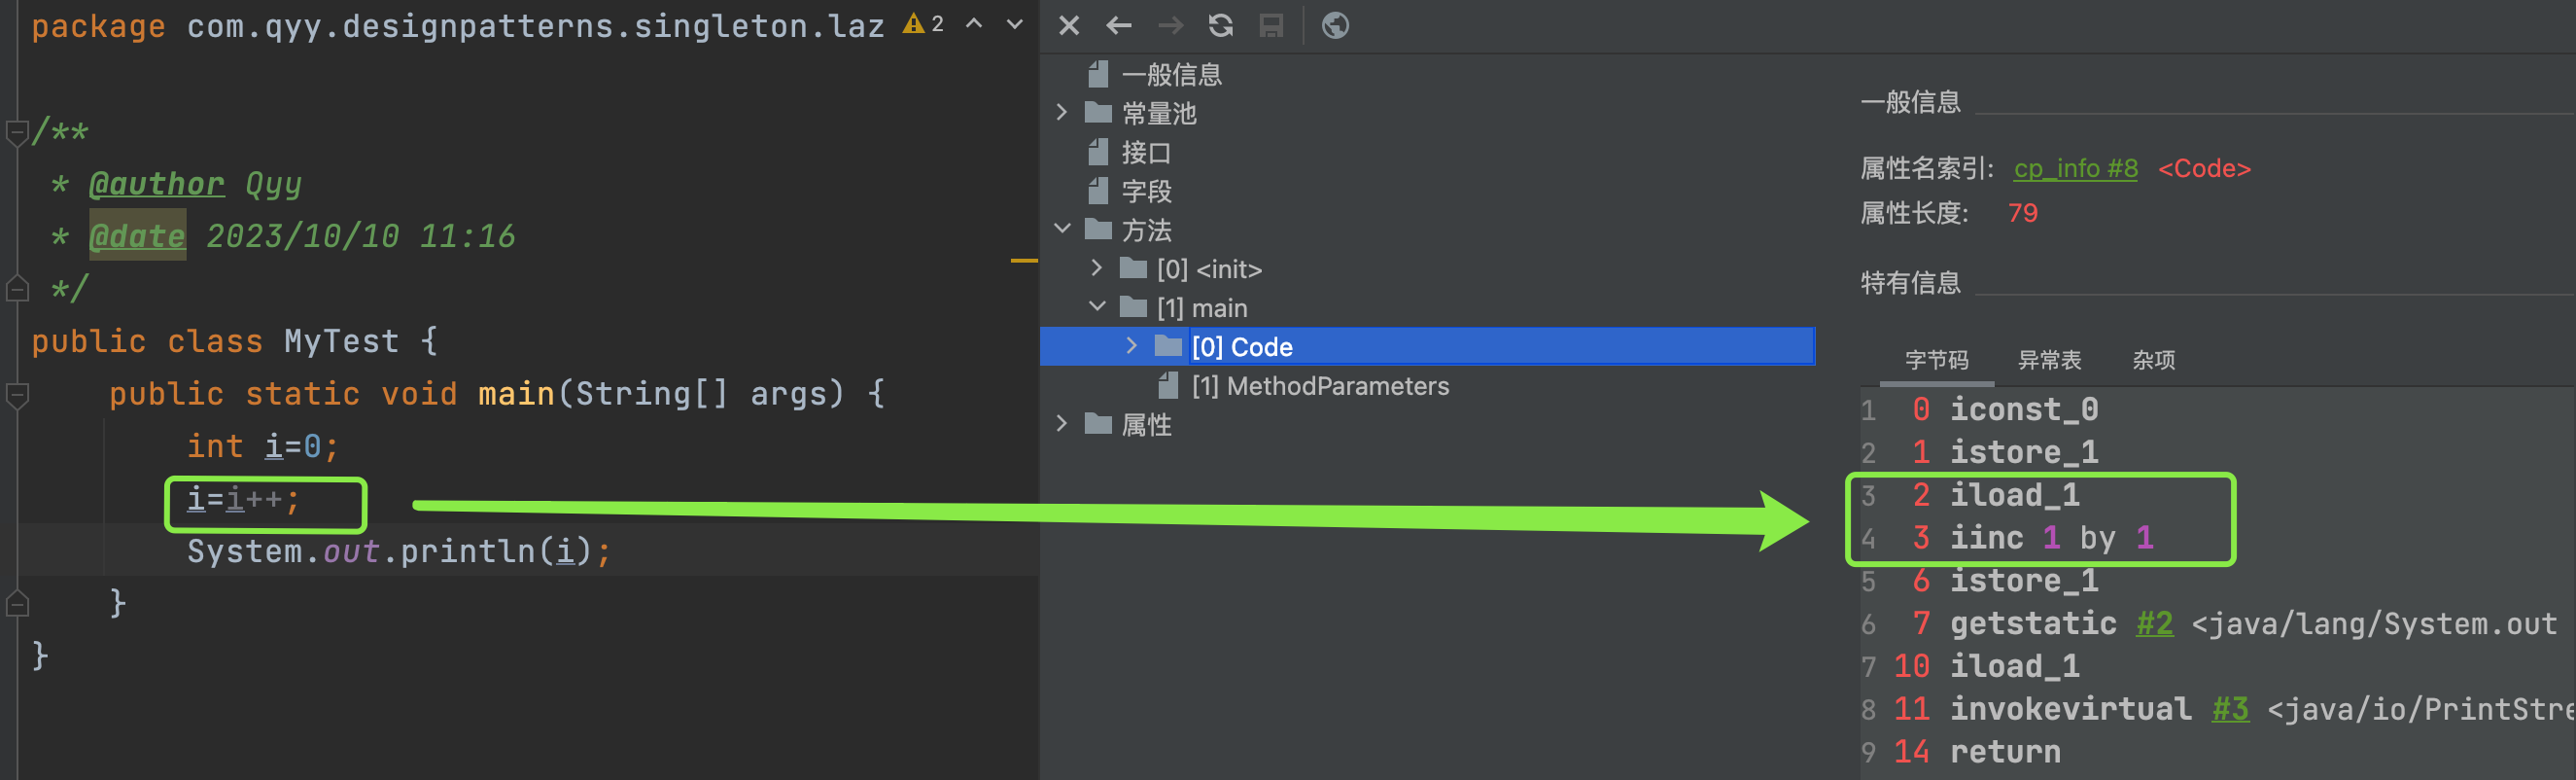 package com.qyy.designpatterns.singleton.laz
2
/**
* @author Qyy
* @date 2023/10/10 11:16
*/
public class MyTest {
public static void main(String[] args) {
int i=0;
i=i++;
System.out.println(i);
}
}
一般信息
常量池
接口
字段
方法
[0] <init>
[1] main
[0] Code
[1] MethodParameters
属性
一般信息
属性名索引: cp_info #8 <Code>
属性长度: 79
特有信息
字节码 异常表 杂项
1 0 iconst_0
2 1 istore_1
3 2 iload_1
4 3 iinc 1 by 1
5 6 istore_1
6 7 getstatic #2 <java/lang/System.out
7 10 iload_1
8 11 invokevirtual #3 <java/io/PrintStre
9 14 return